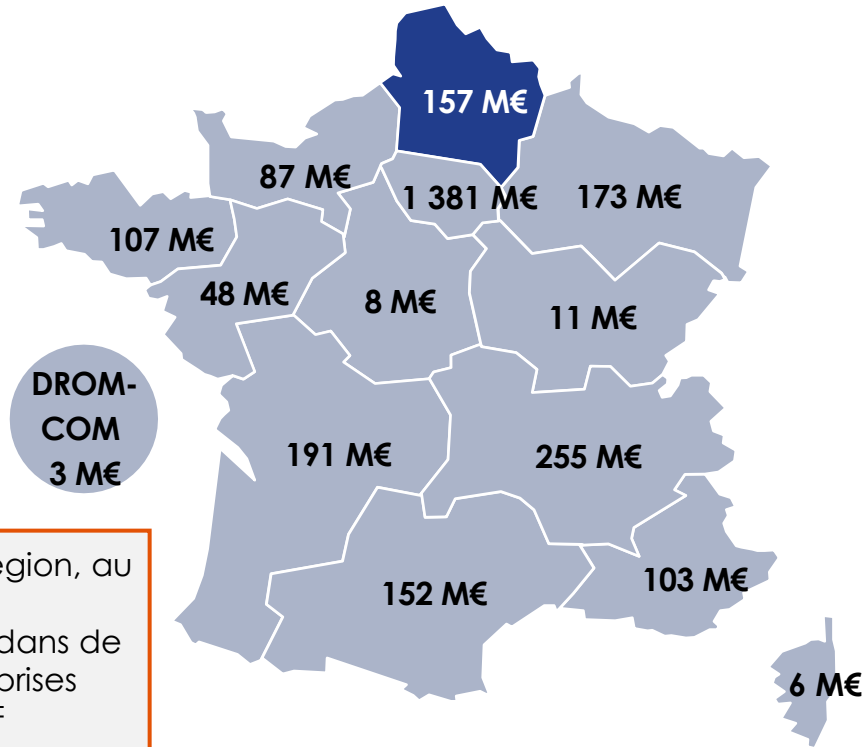 157 M€
87 M€
1 381 M€
173 M€
107 M€
48 M€
8 M€
11 M€
DROM-
COM
3 M€
191 M€
255 M€
152 M€
103 M€
6 M€
égion, au
dans de
prises